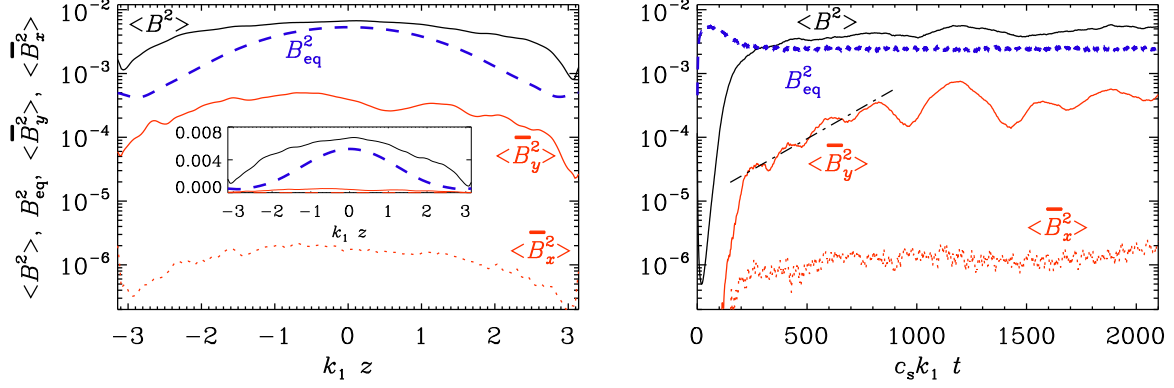 <B²>, B²eq, <B̅²y>, <B̅²x>
10⁻²
10⁻³
10⁻⁴
10⁻⁵
10⁻⁶
<B²>
B²eq
<B̅²y>
<B̅²x>
0.008
0.004
0.000
-3 -2 -1 0 1 2 3
k₁ z
-3 -2 -1 0 1 2 3
k₁ z
10⁻²
10⁻³
10⁻⁴
10⁻⁵
10⁻⁶
<B²>
B²eq
<B̅²y>
<B̅²x>
0 500 1000 1500 2000
cₛk₁ t